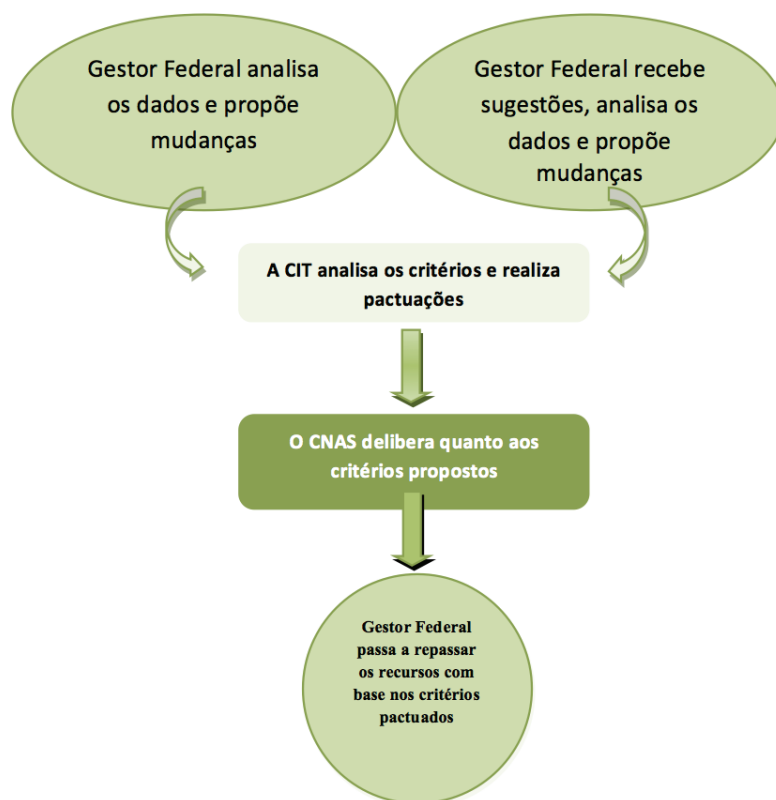 Gestor Federal analisa
os dados e propõe
mudanças
Gestor Federal recebe
sugestões, analisa os
dados e propõe
mudanças
A CIT analisa os critérios e realiza
pactuações
O CNAS delibera quanto aos
critérios propostos
Gestor Federal
passa a repassar
os recursos com
base nos critérios
pactuados